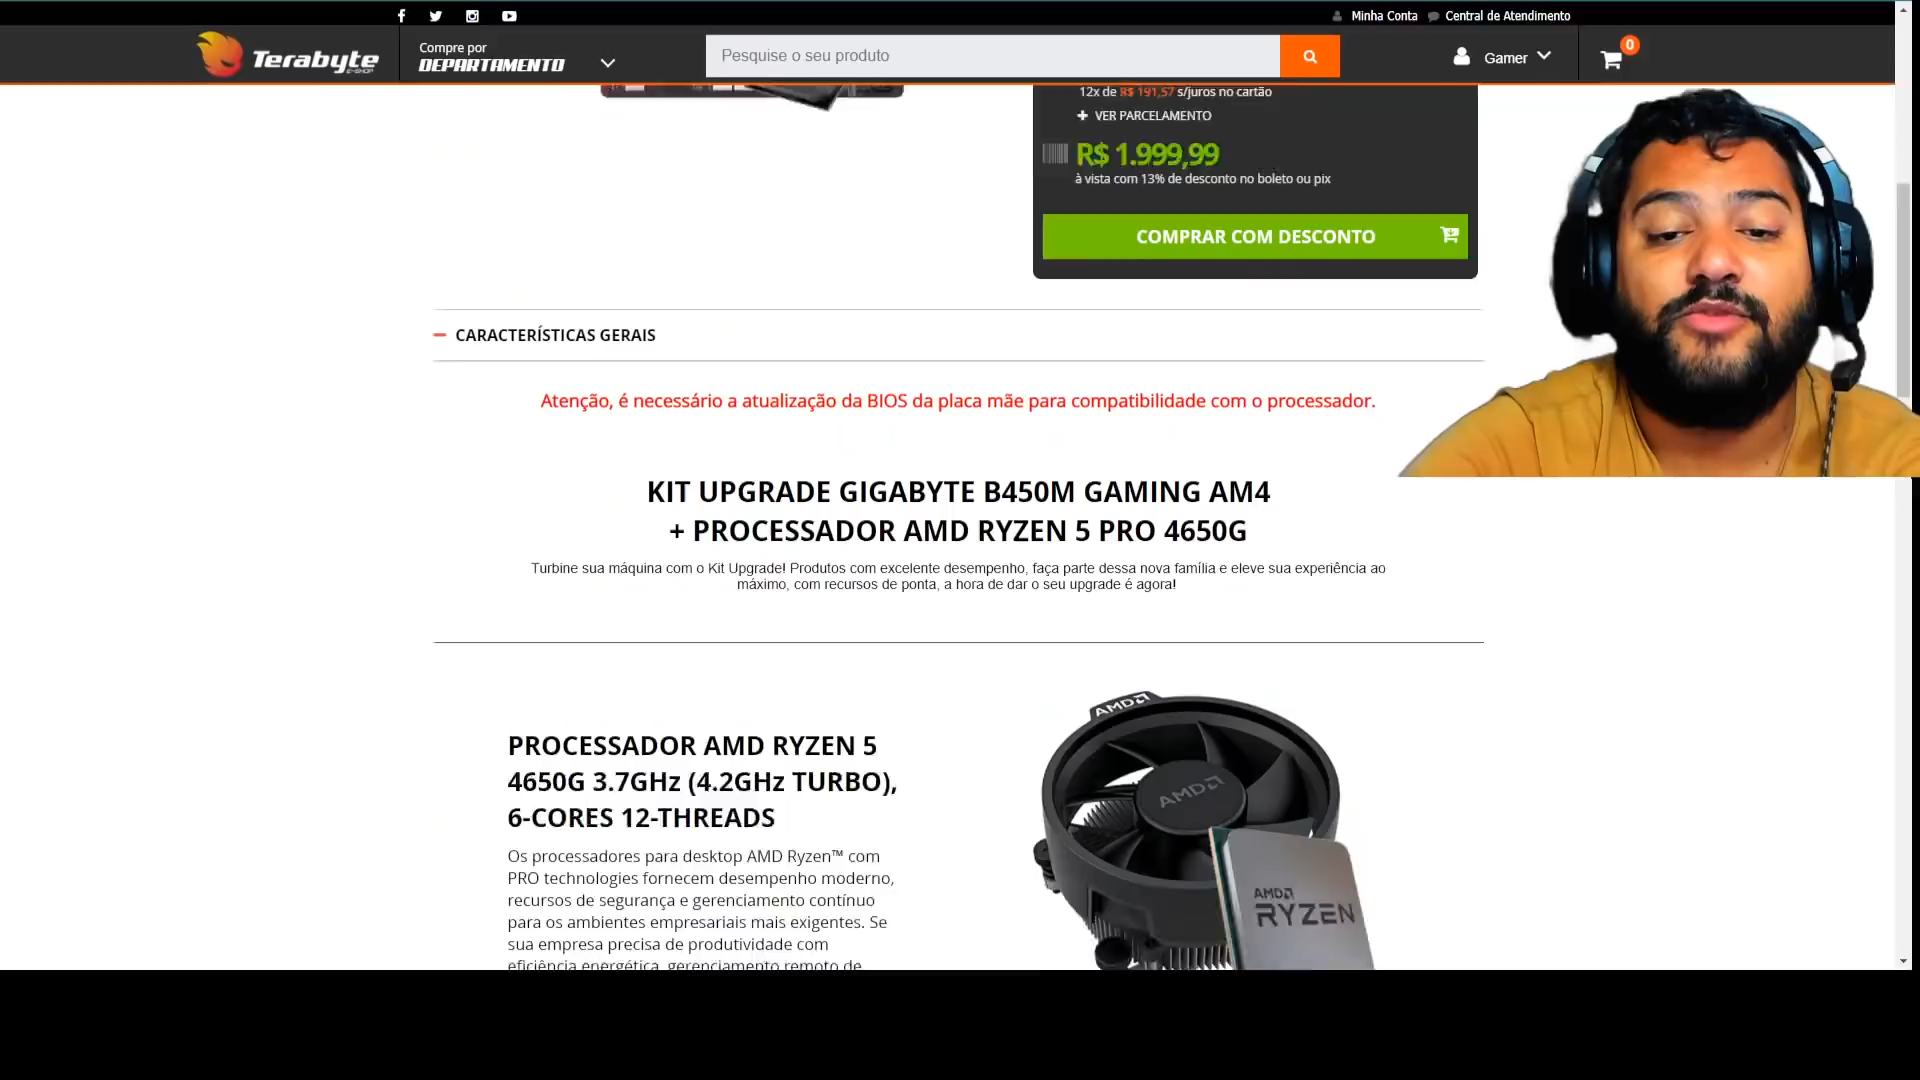 Minha Conta
Central de Atendimento
Terabyte
E-SHOP
Compre por
DEPARTAMENTO
Pesquise o seu produto
Gamer
0
12x de R$ 191,57 s/juros no cartão
+ VER PARCELAMENTO
R$ 1.999,99
à vista com 13% de desconto no boleto ou pix
COMPRAR COM DESCONTO
CARACTERÍSTICAS GERAIS
Atenção, é necessário a atualização da BIOS da placa mãe para compatibilidade com o processador.
KIT UPGRADE GIGABYTE B450M GAMING AM4
+ PROCESSADOR AMD RYZEN 5 PRO 4650G
Turbine sua máquina com o Kit Upgrade! Produtos com excelente desempenho, faça parte dessa nova família e eleve sua experiência ao
máximo, com recursos de ponta, a hora de dar o seu upgrade é agora!
PROCESSADOR AMD RYZEN 5
4650G 3.7GHz (4.2GHz TURBO),
6-CORES 12-THREADS
Os processadores para desktop AMD Ryzen™ com
PRO technologies fornecem desempenho moderno,
recursos de segurança e gerenciamento contínuo
para os ambientes empresariais mais exigentes. Se
sua empresa precisa de produtividade com
eficiência energética, gerenciamento remoto de
AMD
AMD
AMD
RYZEN